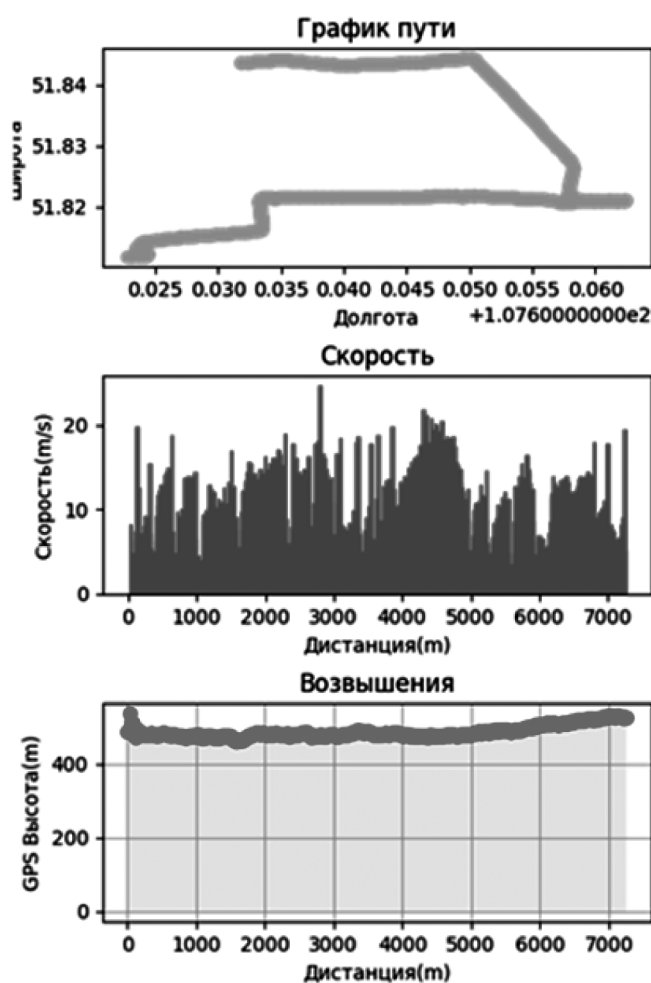 График пути
51.84
51.83
51.82
широта
0.025 0.030 0.035 0.040 0.045 0.050 0.055 0.060
Долгота +1.0760000000e2
Скорость
20
10
0
Скорость(m/s)
0 1000 2000 3000 4000 5000 6000 7000
Дистанция(m)
Возвышения
400
200
0
GPS Высота(m)
0 1000 2000 3000 4000 5000 6000 7000
Дистанция(m)